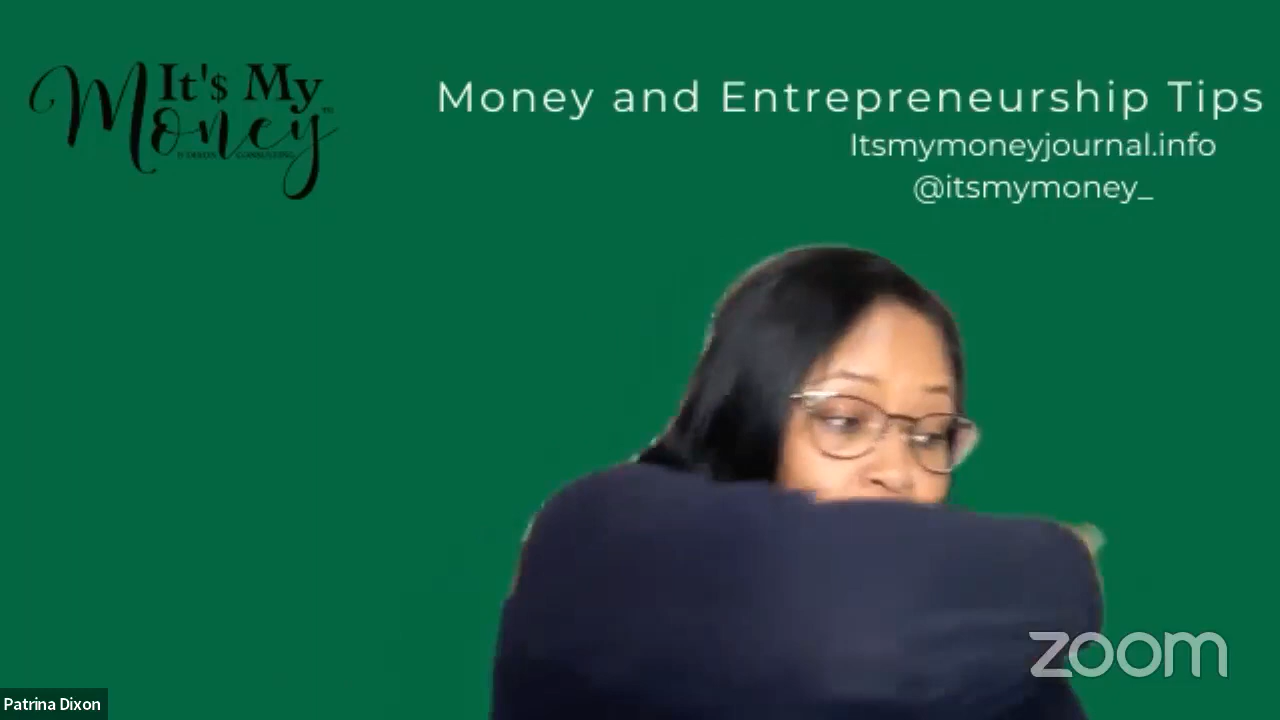 It'$ My
Money
Money and Entrepreneurship Tips
Itsmymoneyjournal.info
@itsmymoney_
zoom
Patrina Dixon